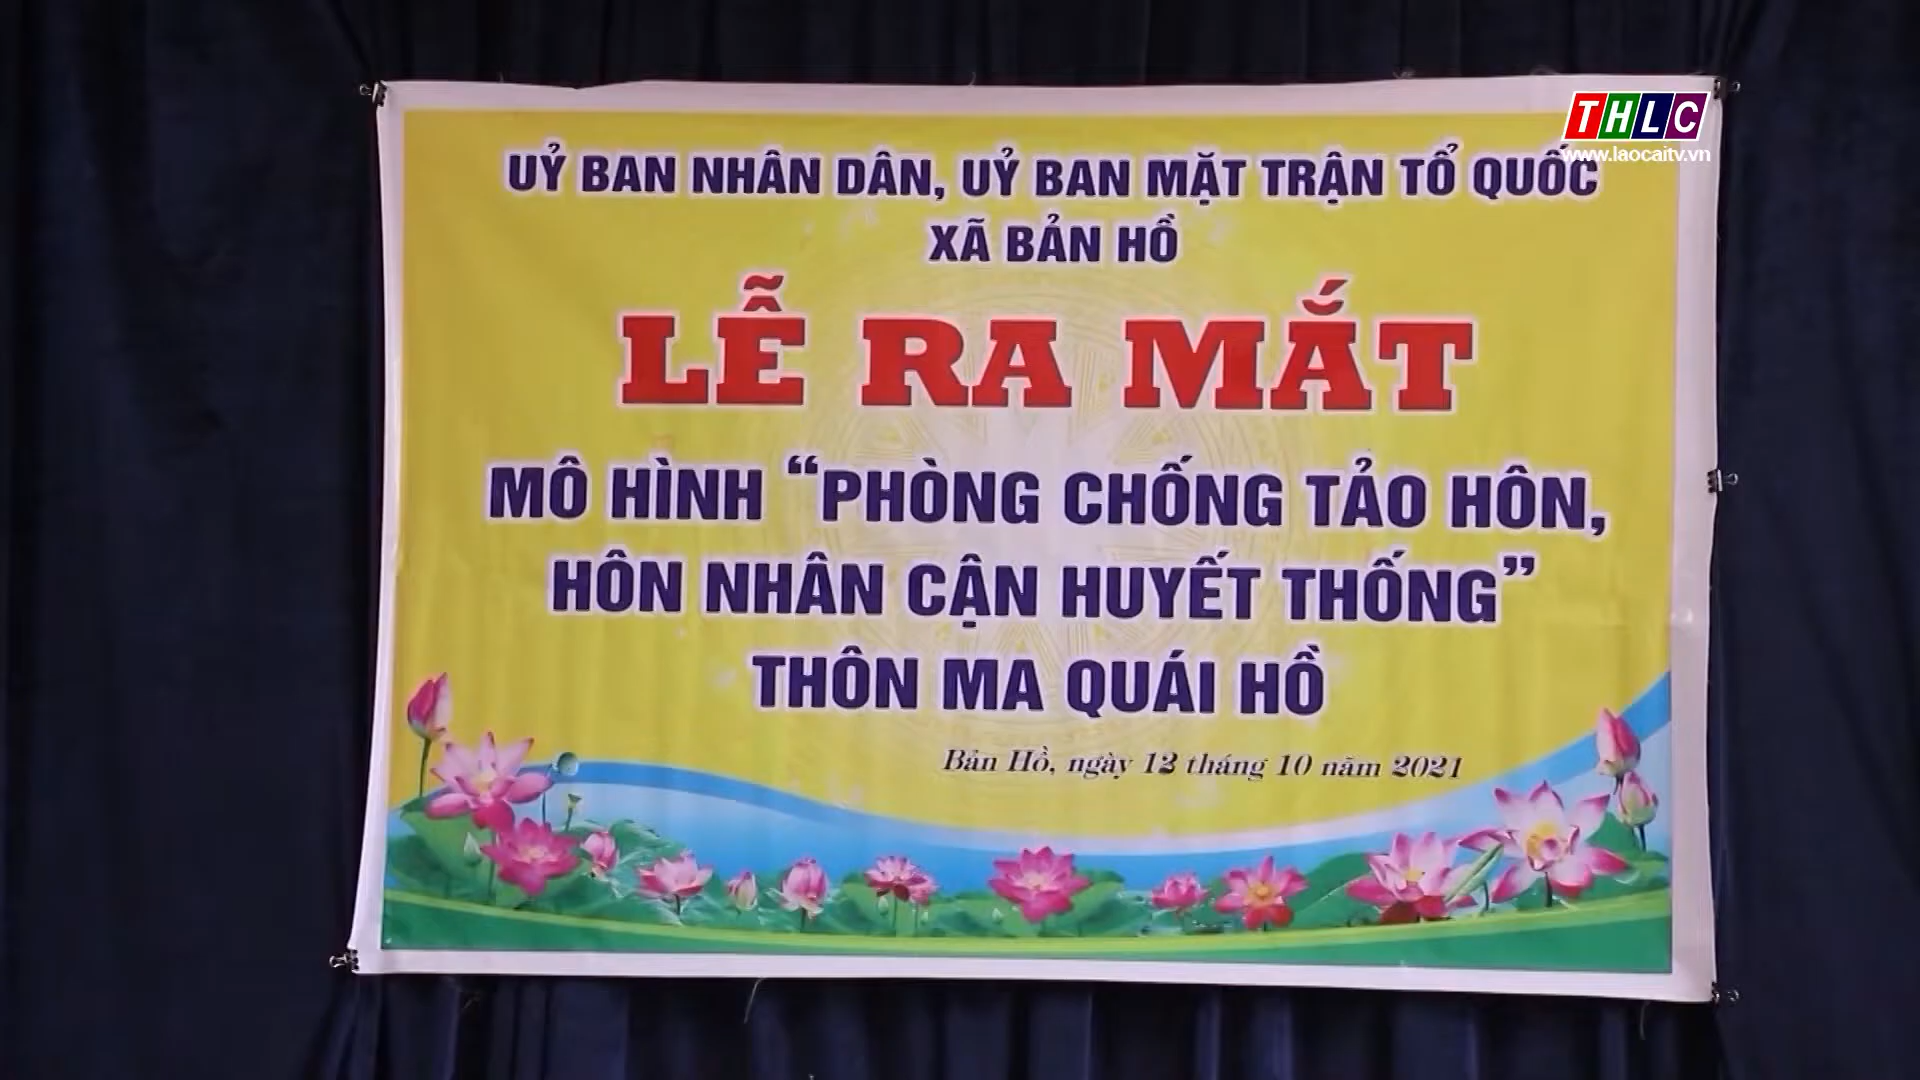 THLC
www.laocaitv.vn
UỶ BAN NHÂN DÂN, UỶ BAN MẶT TRẬN TỔ QUỐC
XÃ BẢN HỒ
LỄ RA MẮT
MÔ HÌNH “PHÒNG CHỐNG TẢO HÔN,
HÔN NHÂN CẬN HUYẾT THỐNG”
THÔN MA QUÁI HỒ
Bản Hồ, ngày 12 tháng 10 năm 2021